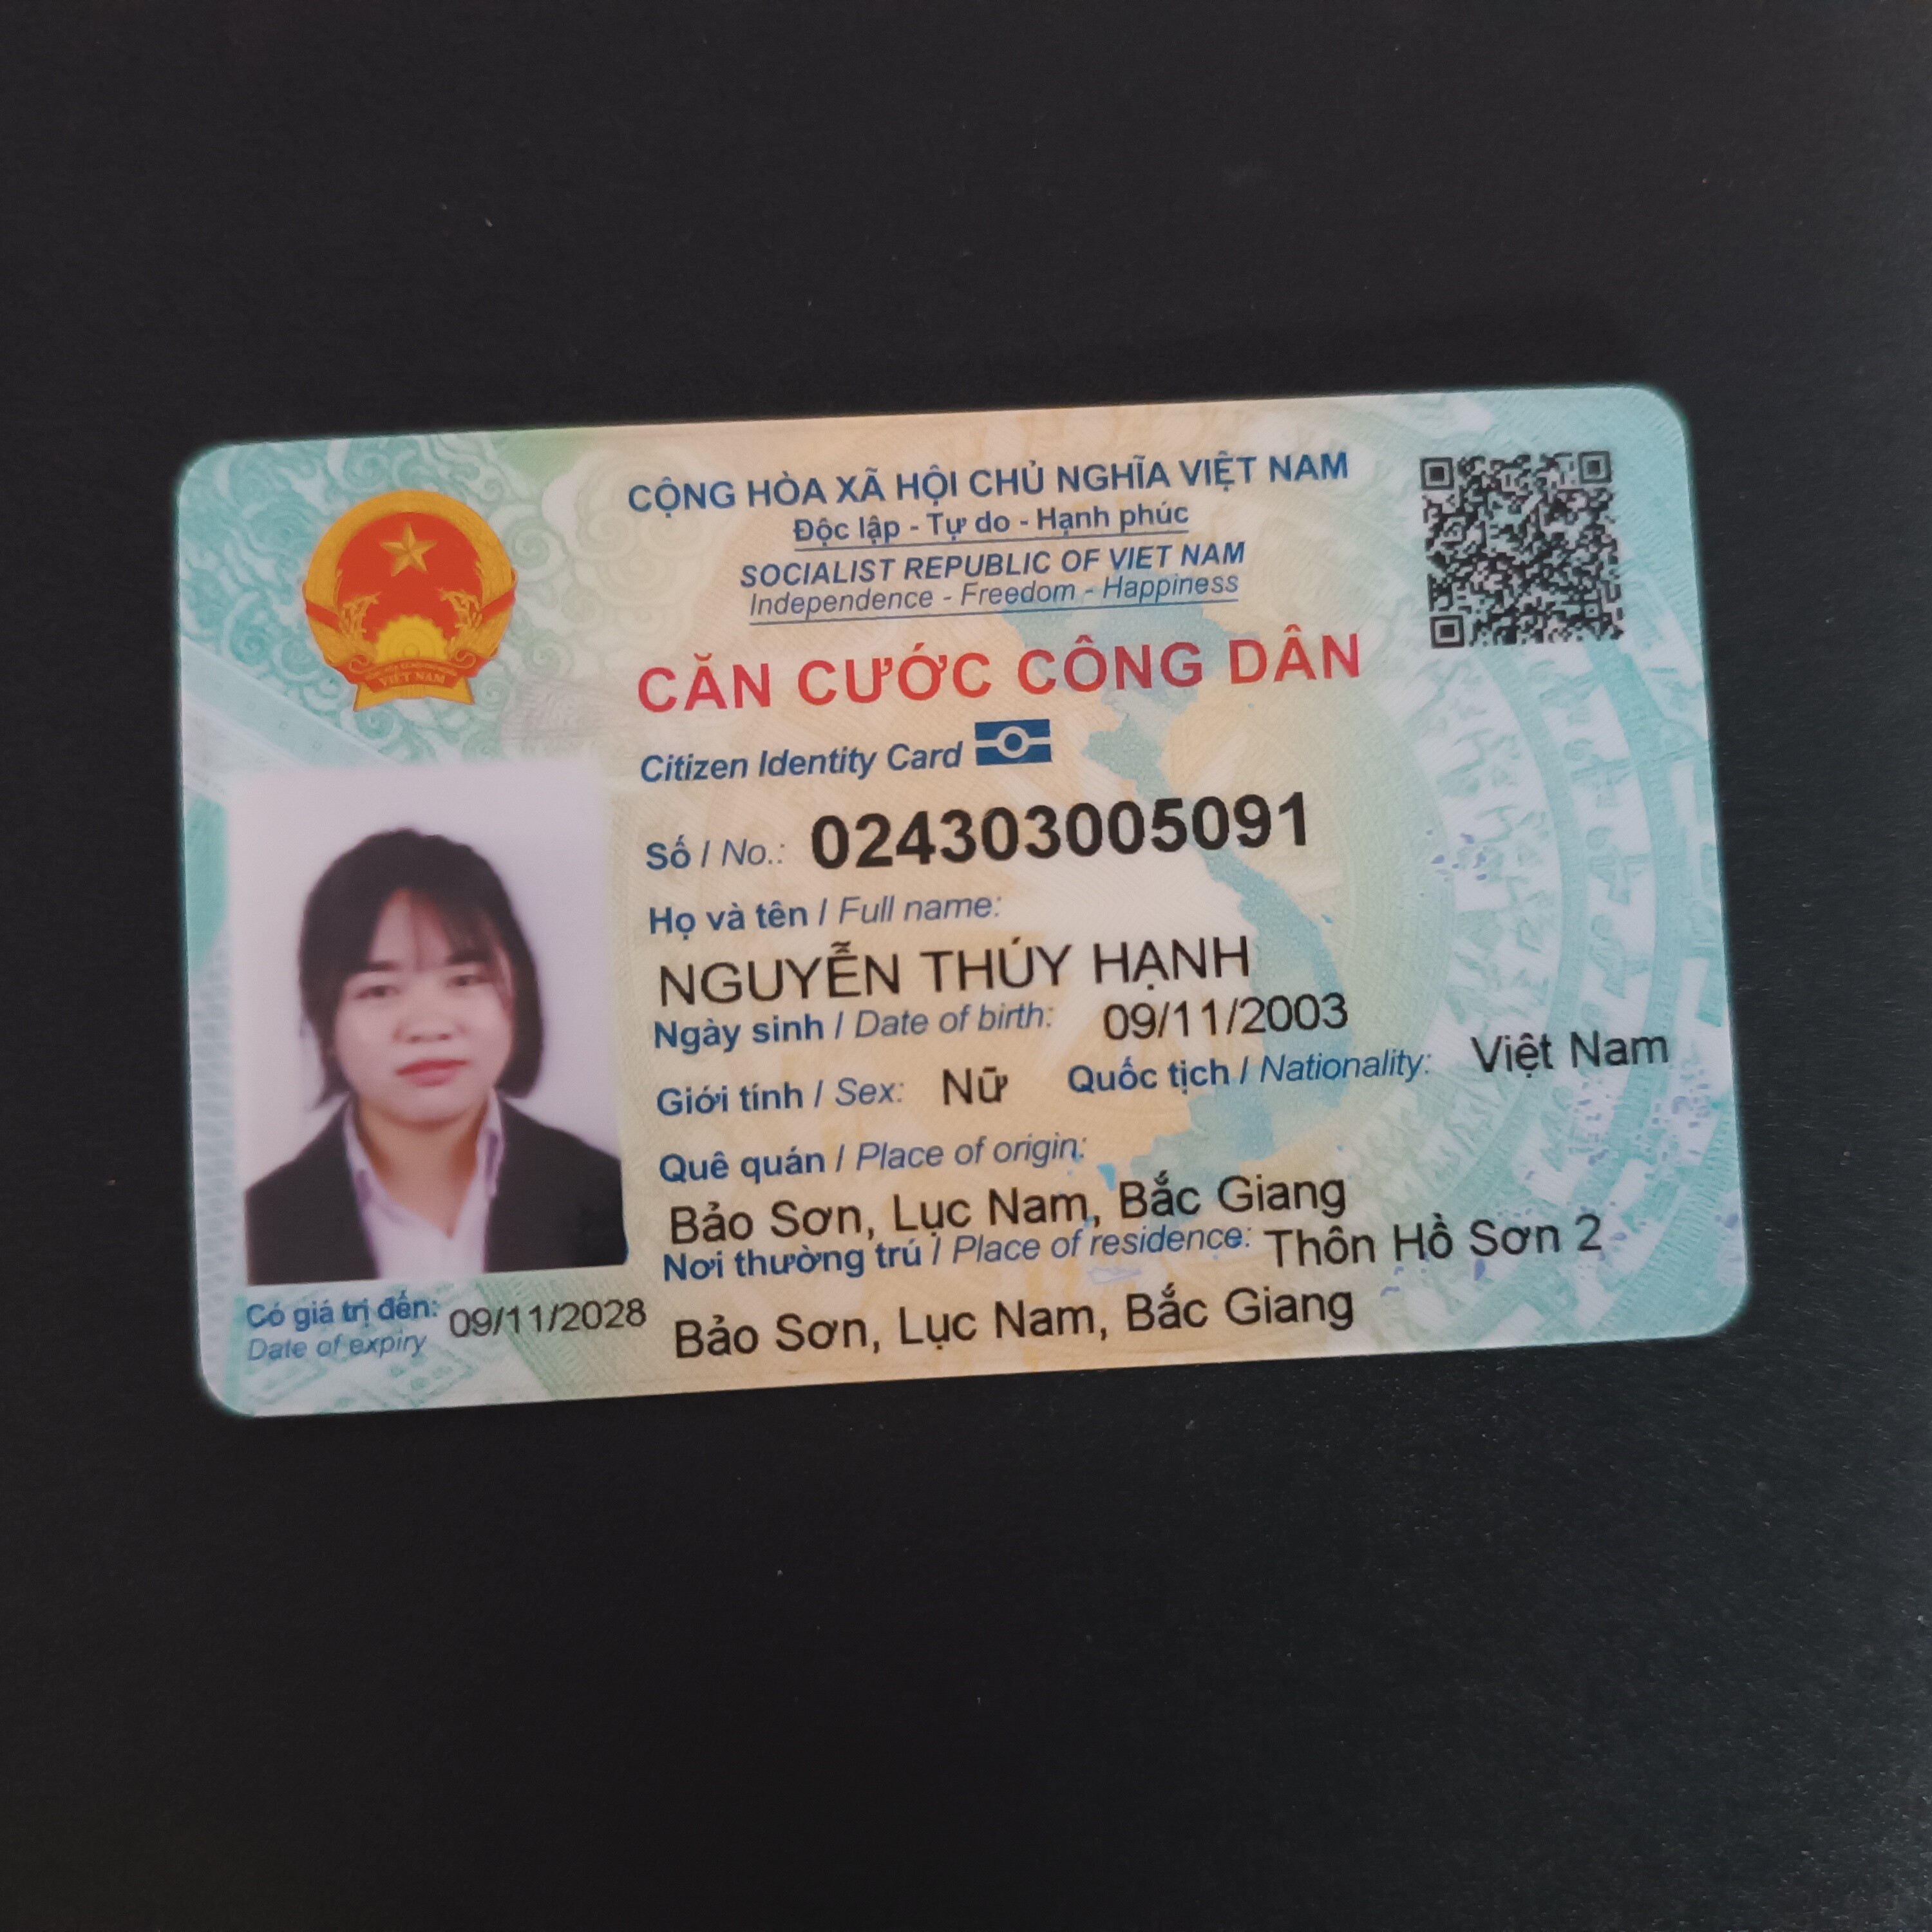 CỘNG HÒA XÃ HỘI CHỦ NGHĨA VIỆT NAM
Độc lập - Tự do - Hạnh phúc
SOCIALIST REPUBLIC OF VIET NAM
Independence - Freedom - Happiness
CĂN CƯỚC CÔNG DÂN
Citizen Identity Card
VIỆT NAM
Số / No.: 024303005091
Họ và tên / Full name:
NGUYỄN THÚY HẠNH
Ngày sinh / Date of birth: 09/11/2003
Giới tính / Sex: Nữ Quốc tịch / Nationality: Việt Nam
Quê quán / Place of origin:
Bảo Sơn, Lục Nam, Bắc Giang
Nơi thường trú / Place of residence: Thôn Hồ Sơn 2
Bảo Sơn, Lục Nam, Bắc Giang
Có giá trị đến: 09/11/2028
Date of expiry